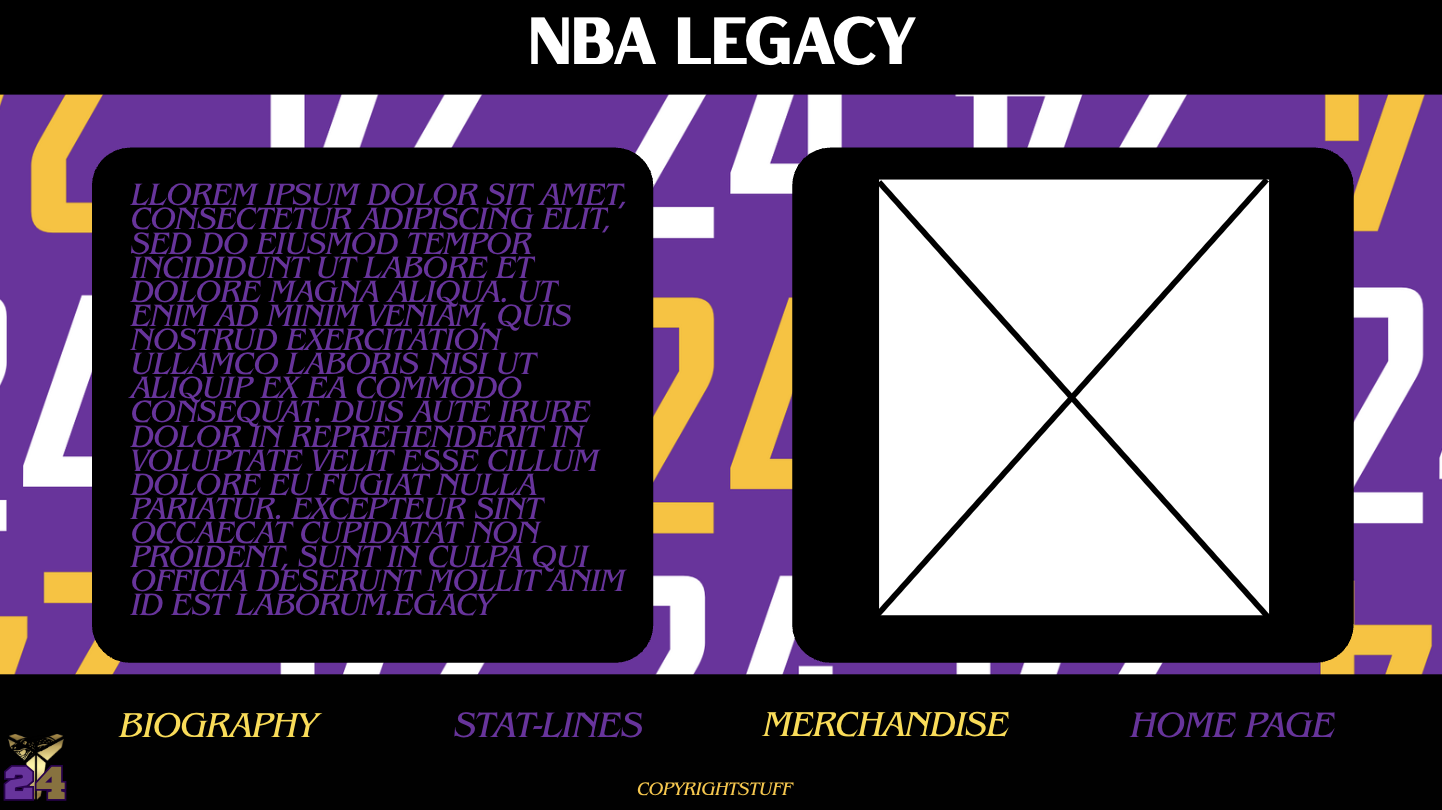 NBA LEGACY
24
LLOREM IPSUM DOLOR SIT AMET,
CONSECTETUR ADIPISCING ELIT,
SED DO EIUSMOD TEMPOR
INCIDIDUNT UT LABORE ET
DOLORE MAGNA ALIQUA. UT
ENIM AD MINIM VENIAM, QUIS
NOSTRUD EXERCITATION
ULLAMCO LABORIS NISI UT
ALIQUIP EX EA COMMODO
CONSEQUAT. DUIS AUTE IRURE
DOLOR IN REPREHENDERIT IN
VOLUPTATE VELIT ESSE CILLUM
DOLORE EU FUGIAT NULLA
PARIATUR. EXCEPTEUR SINT
OCCAECAT CUPIDATAT NON
PROIDENT, SUNT IN CULPA QUI
OFFICIA DESERUNT MOLLIT ANIM
ID EST LABORUM.EGACY
24
24
24
BIOGRAPHY STAT-LINES MERCHANDISE HOME PAGE
24
COPYRIGHTSTUFF